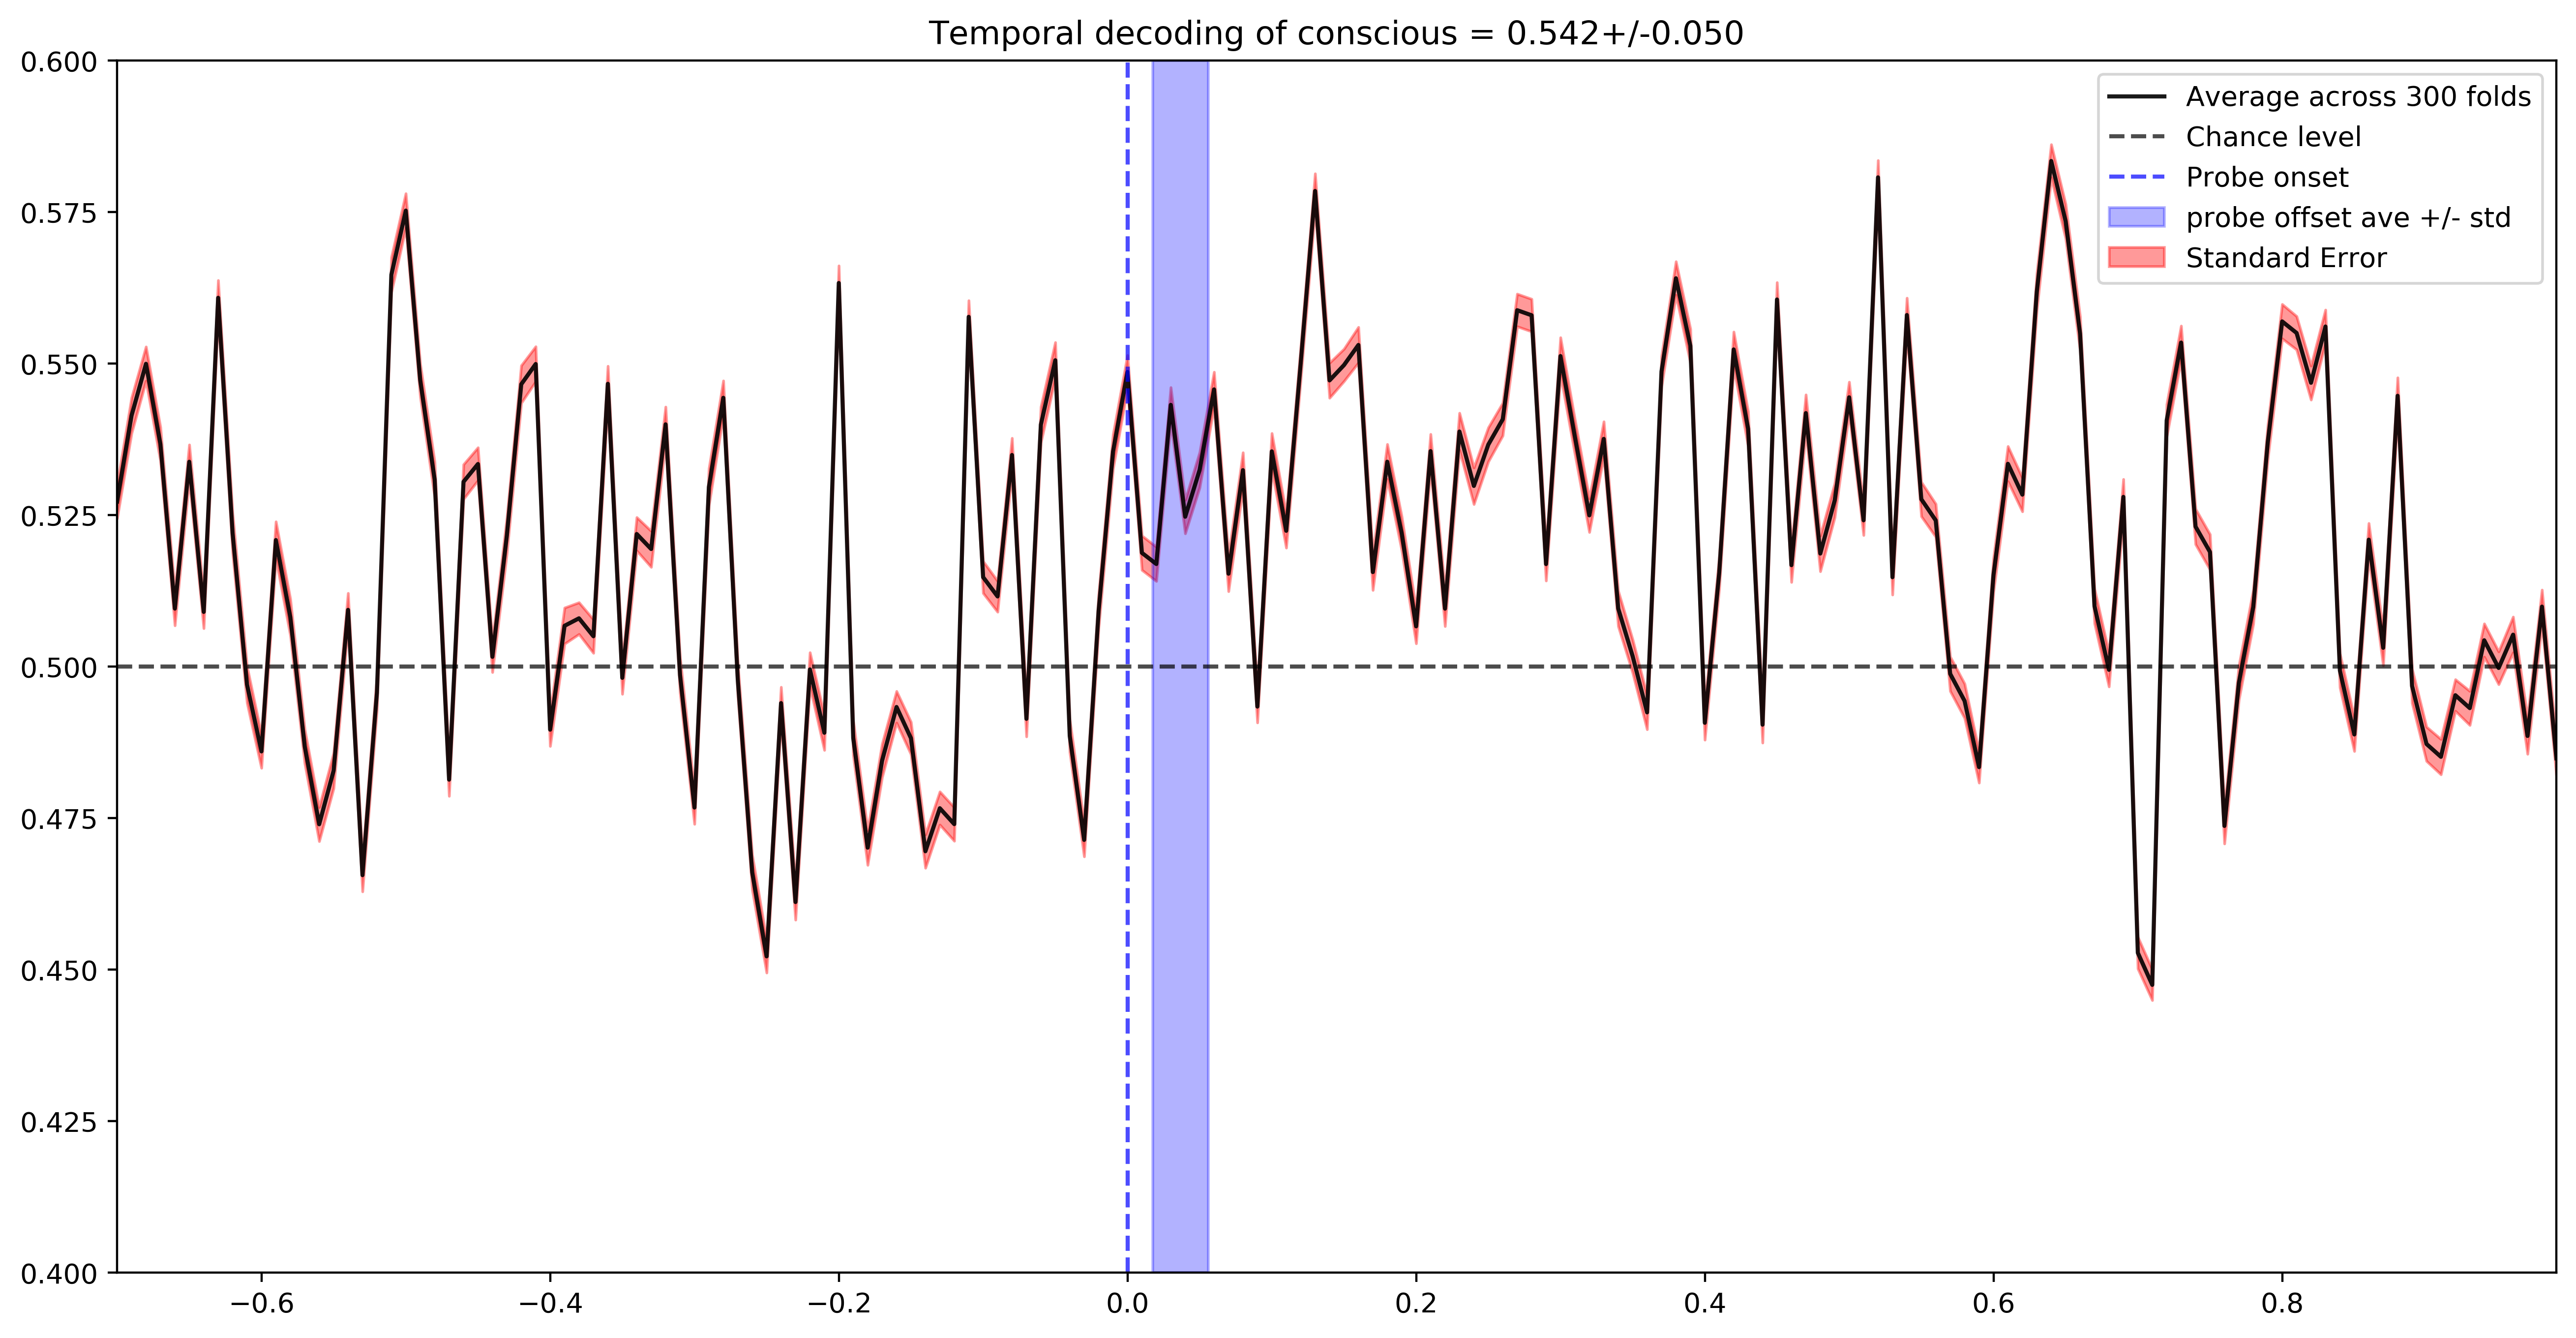 Temporal decoding of conscious = 0.542+/-0.050
0.600
0.575
0.550
0.525
0.500
0.475
0.450
0.425
0.400
Average across 300 folds
Chance level
Probe onset
probe offset ave +/- std
Standard Error
−0.6
−0.4
−0.2
0.0
0.2
0.4
0.6
0.8